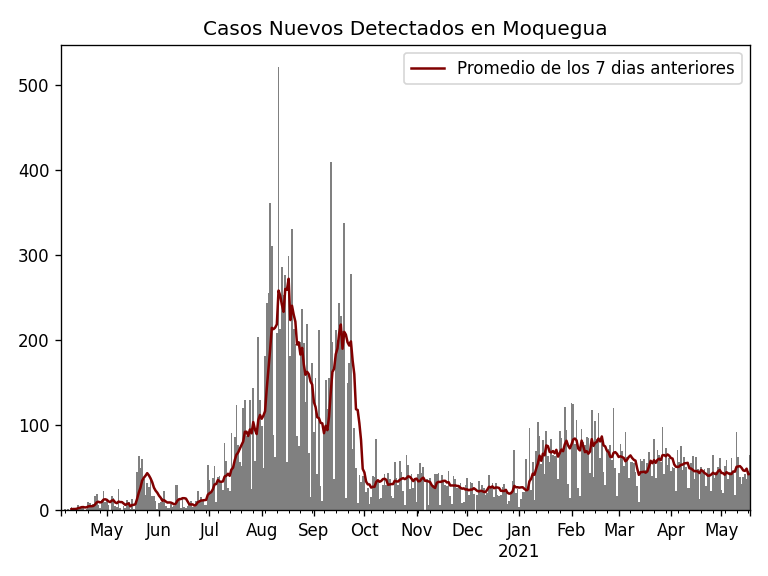 Casos Nuevos Detectados en Moquegua
Promedio de los 7 dias anteriores
500
400
300
200
100
0
May Jun Jul Aug Sep Oct Nov Dec Jan Feb Mar Apr May
2021